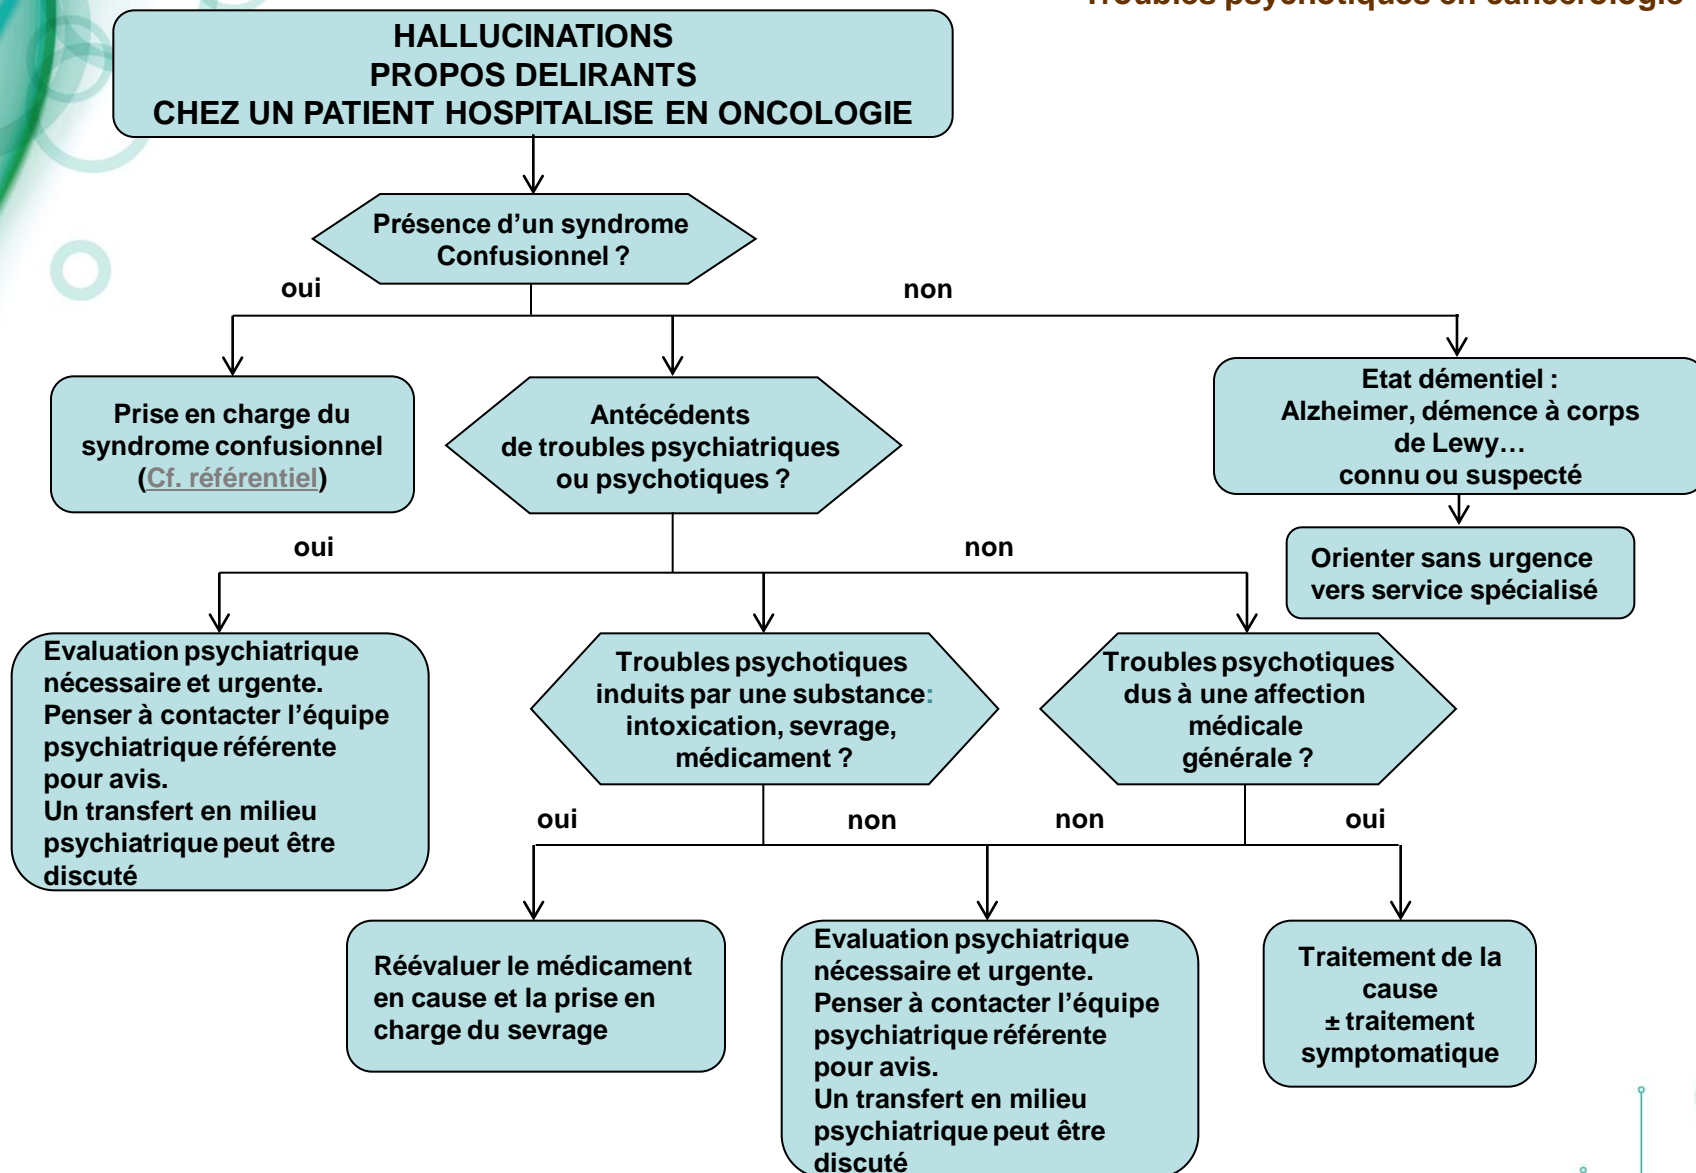 Troubles psychotiques en cancérologie
HALLUCINATIONS
PROPOS DELIRANTS
CHEZ UN PATIENT HOSPITALISE EN ONCOLOGIE
Présence d’un syndrome
Confusionnel ?
oui
non
Prise en charge du
syndrome confusionnel
(Cf. référentiel)
Antécédents
de troubles psychiatriques
ou psychotiques ?
Etat démentiel :
Alzheimer, démence à corps
de Lewy…
connu ou suspecté
Orienter sans urgence
vers service spécialisé
oui
non
Evaluation psychiatrique
nécessaire et urgente.
Penser à contacter l’équipe
psychiatrique référente
pour avis.
Un transfert en milieu
psychiatrique peut être
discuté
Troubles psychotiques
induits par une substance:
intoxication, sevrage,
médicament ?
Troubles psychotiques
dus à une affection
médicale
générale ?
oui
non
non
oui
Réévaluer le médicament
en cause et la prise en
charge du sevrage
Evaluation psychiatrique
nécessaire et urgente.
Penser à contacter l’équipe
psychiatrique référente
pour avis.
Un transfert en milieu
psychiatrique peut être
discuté
Traitement de la
cause
± traitement
symptomatique